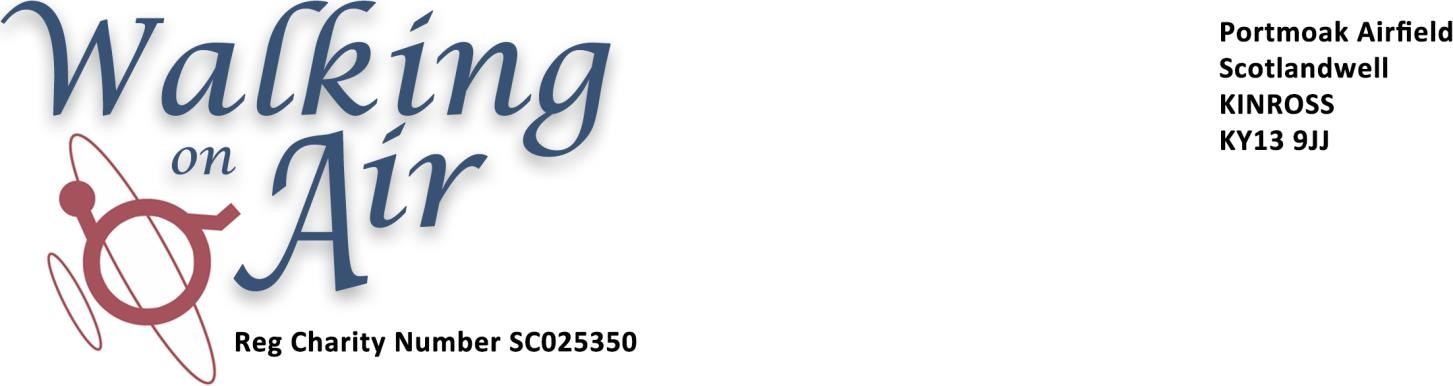 Walking
on Air
Reg Charity Number SC025350
Portmoak Airfield
Scotlandwell
KINROSS
KY13 9JJ